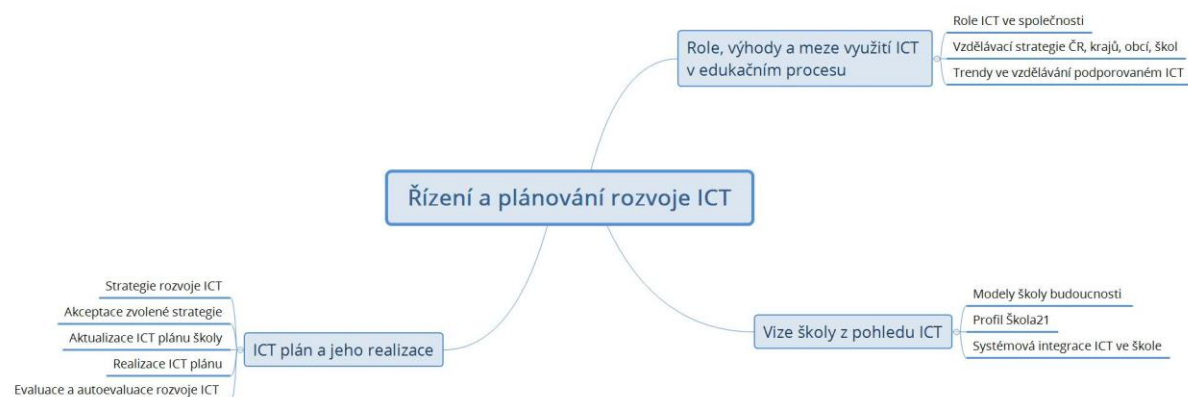 Role ICT ve společnosti
Role, výhody a meze využití ICT
v edukačním procesu
Vzdělávací strategie ČR, krajů, obcí, škol
Trendy ve vzdělávání podporovaném ICT
Řízení a plánování rozvoje ICT
Strategie rozvoje ICT
Akceptace zvolené strategie
Aktualizace ICT plánu školy
Realizace ICT plánu
Evaluace a autoevaluace rozvoje ICT
ICT plán a jeho realizace
Vize školy z pohledu ICT
Modely školy budoucnosti
Profil Škola21
Systémová integrace ICT ve škole